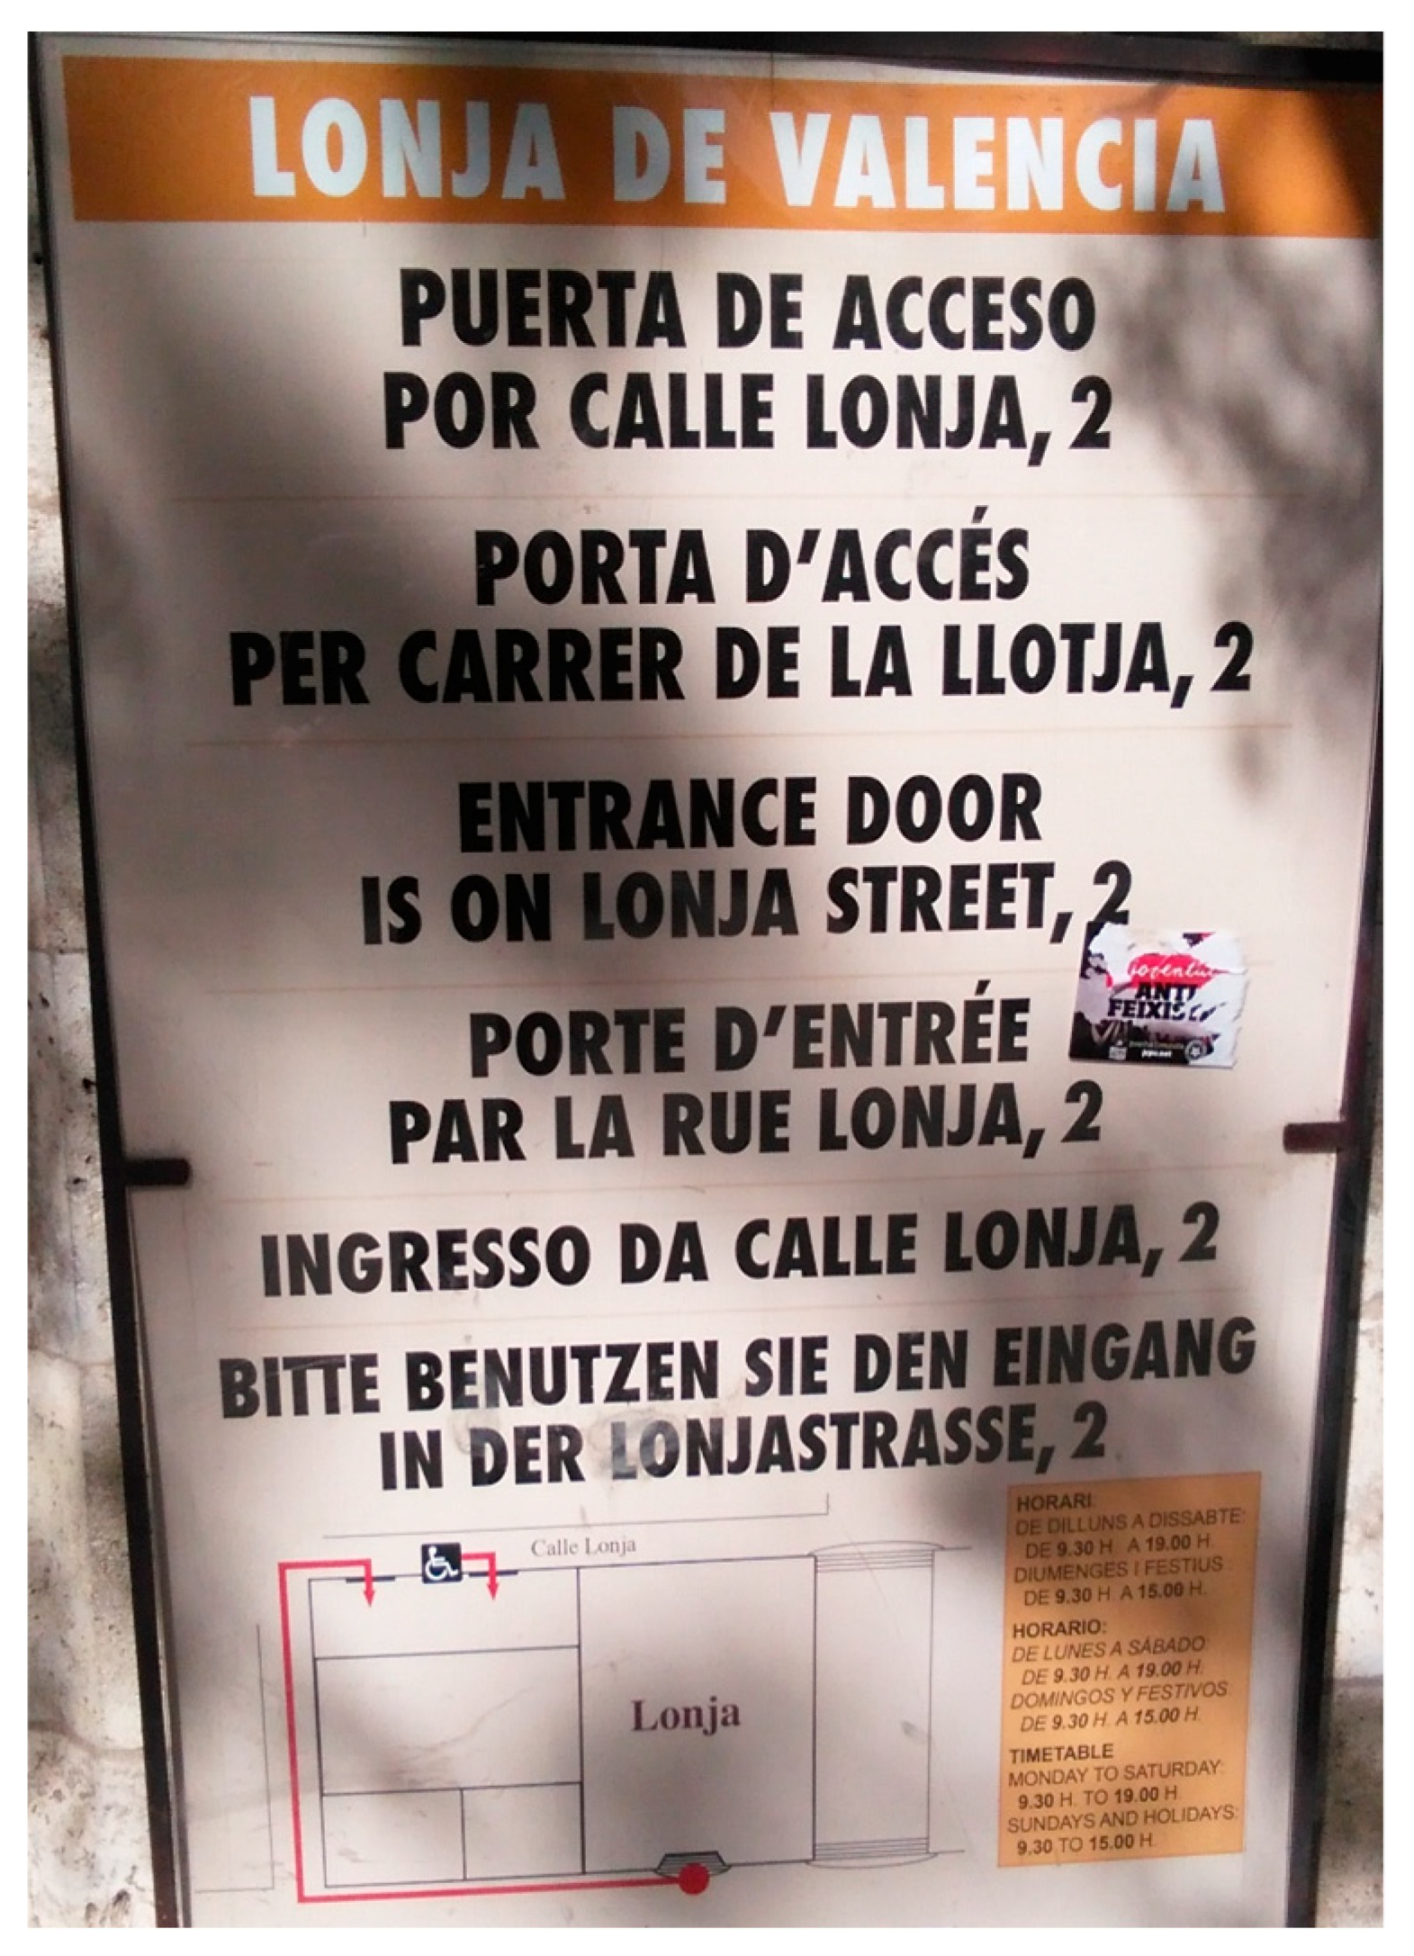 LONJA DE VALENCIA
PUERTA DE ACCESO
POR CALLE LONJA, 2
PORTA D'ACCÉS
PER CARRER DE LA LLOTJA, 2
ENTRANCE DOOR
IS ON LONJA STREET, 2
ANTI
PORTE D'ENTRÉE
PAR LA RUE LONJA, 2
INGRESSO DA CALLE LONJA, 2
BITTE BENUTZEN SIE DEN EINGANG
IN DER LONJASTRASSE, 2
Calle Lonja
Lonja
HORARI:
DE DILLUNS A DISSABTE:
DE 9.30 H. A 19.00 H.
DIUMENGES I FESTIUS:
DE 9.30 H. A 15.00 H.
HORARIO:
DE LUNES A SÁBADO:
DE 9.30 H. A 19.00 H.
DOMINGOS Y FESTIVOS:
DE 9.30 H. A 15.00 H.
TIMETABLE
MONDAY TO SATURDAY:
9.30 H. TO 19.00 H.
SUNDAYS AND HOLIDAYS:
9.30 TO 15.00 H.